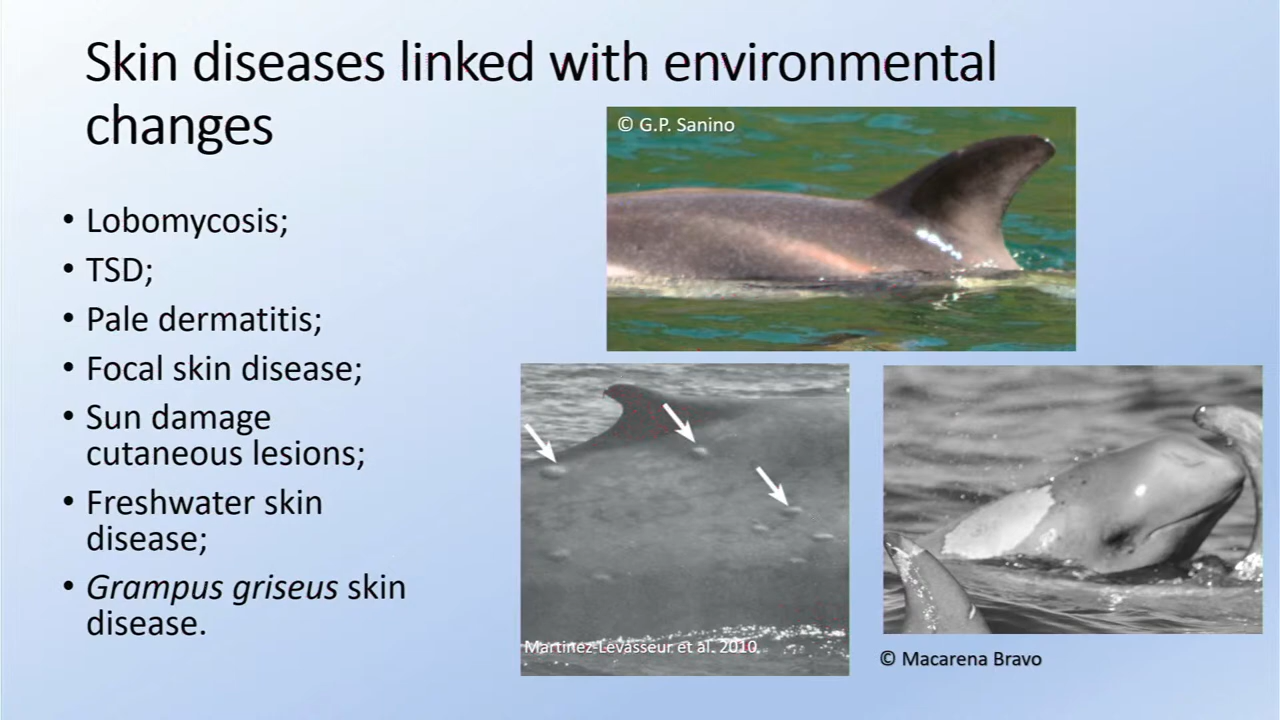 Skin diseases linked with environmental
changes
© G.P. Sanino
• Lobomycosis;
• TSD;
• Pale dermatitis;
• Focal skin disease;
• Sun damage
cutaneous lesions;
• Freshwater skin
disease;
• Grampus griseus skin
disease.
Martinez-Levasseur et al. 2010
© Macarena Bravo